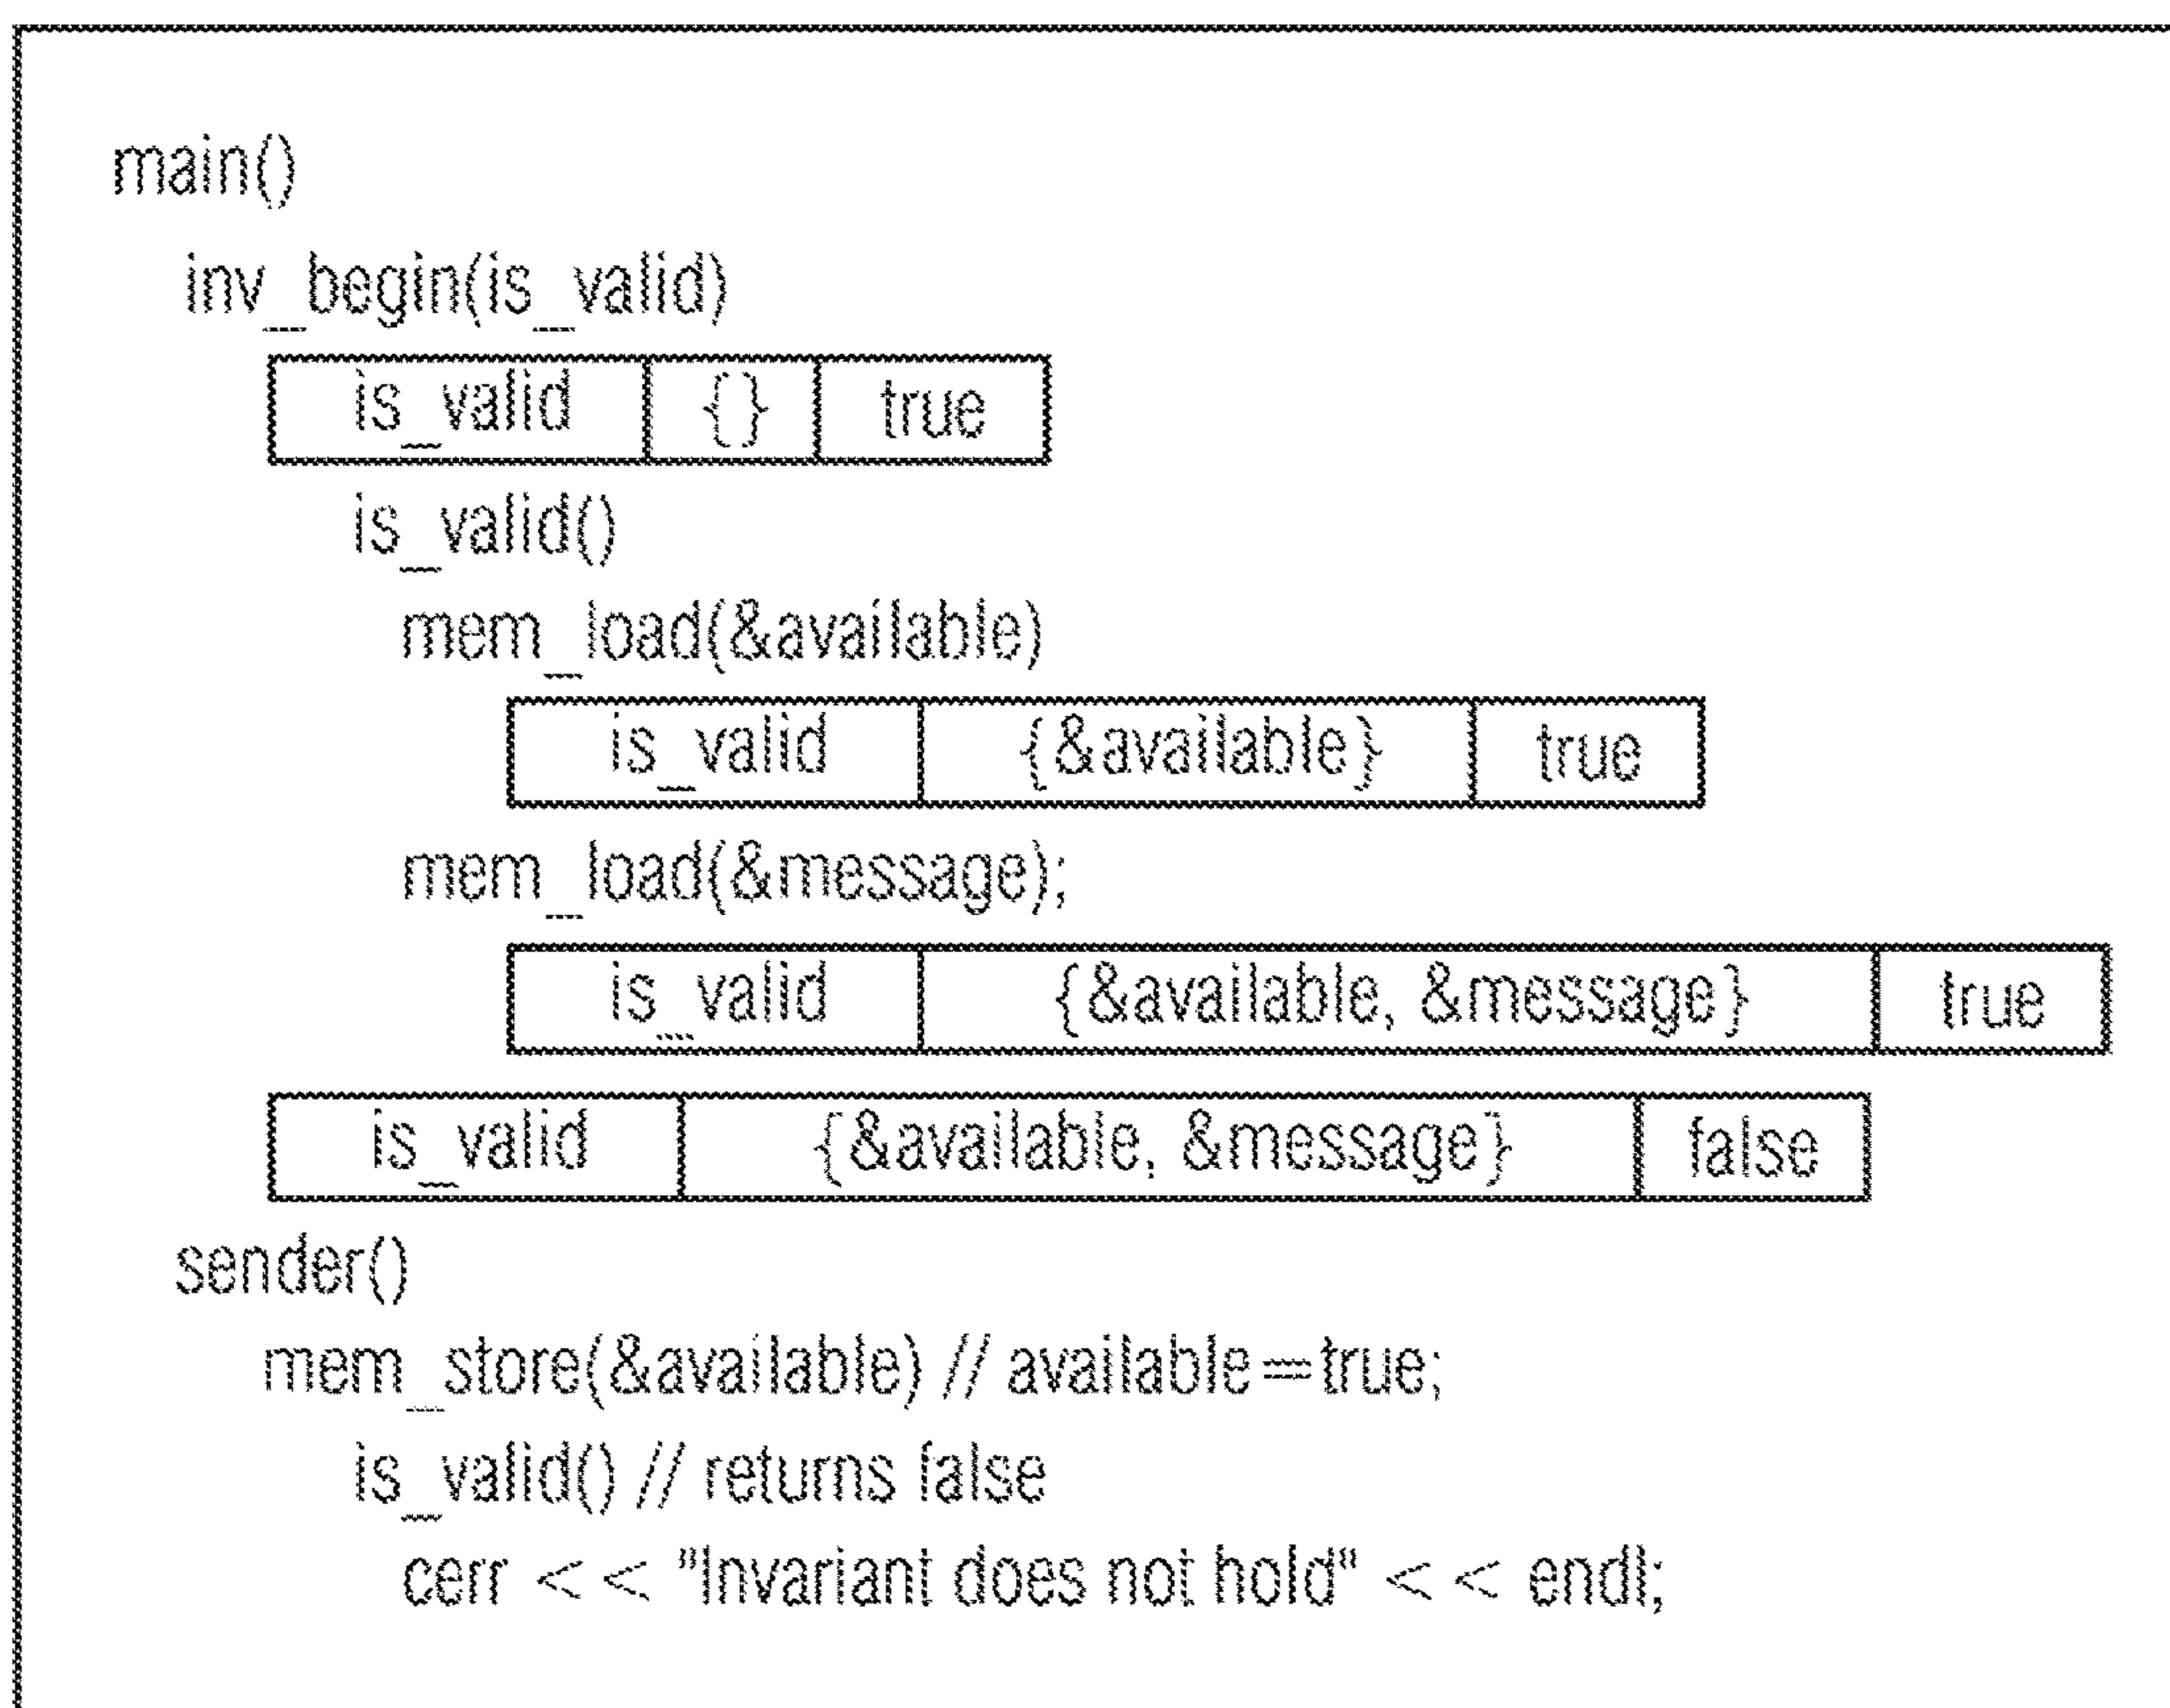 main()
inv_begin(is_valid)
is_valid {} true
is_valid()
mem_load(&available)
is_valid {&available} true
mem_load(&message);
is_valid {&available, &message} true
is_valid {&available, &message} false
sender()
mem_store(&available) // available=true;
is_valid() // returns false
cerr << "Invariant does not hold" << endl;